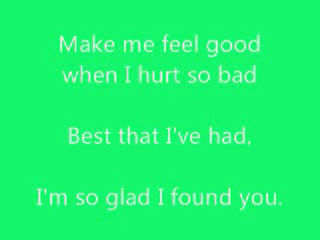 Make me feel good
when I hurt so bad
Best that I've had,
I'm so glad I found you.